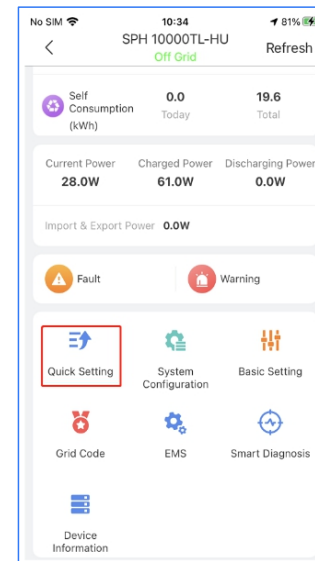 No SIM 10:34 81%
SPH 10000TL-HU Refresh
Off Grid
Self Consumption (kWh) 0.0 Today 19.6 Total
Current Power Charged Power Discharging Power
28.0W 61.0W 0.0W
Import & Export Power 0.0W
Fault Warning
Quick Setting System Configuration Basic Setting
Grid Code EMS Smart Diagnosis
Device Information